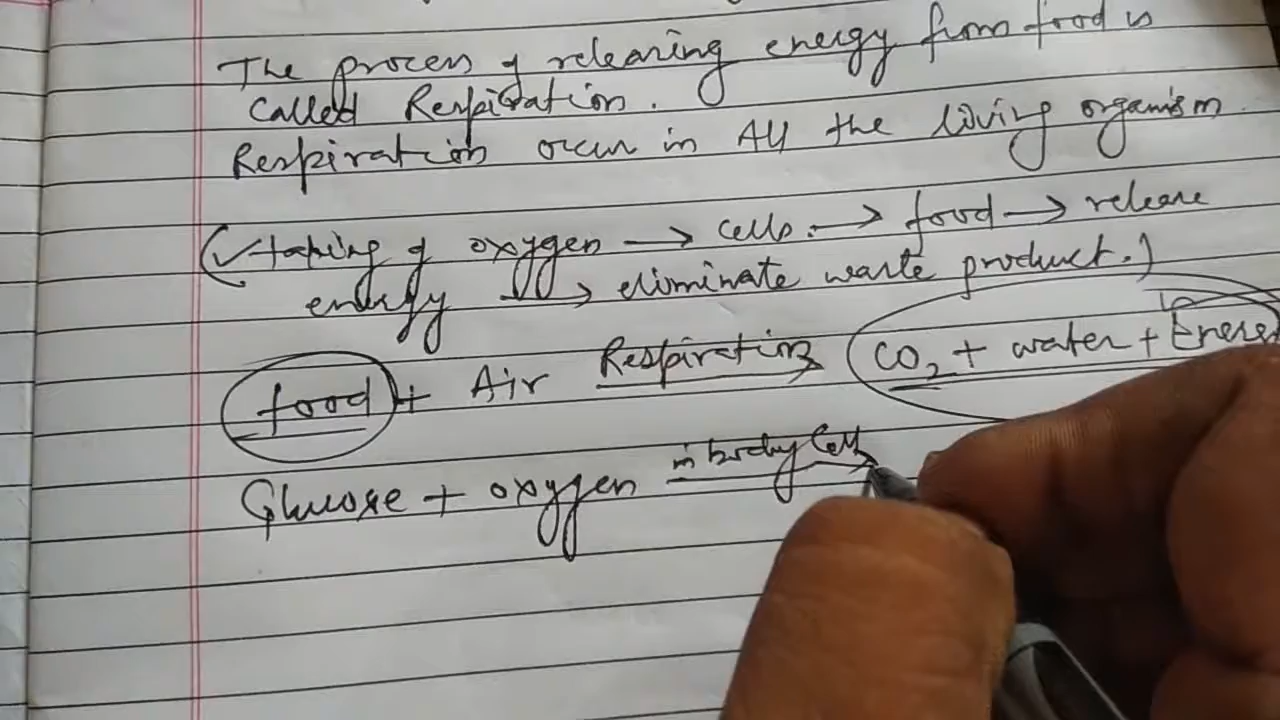 The process of releasing energy from food is
called Respiration.
Respiration occur in All the living organism.
(✓taking of oxygen → cells. → food → release
energy → eliminate waste product.)
food + Air Respiration CO2 + water + Energy
Glucose + oxygen in body cells